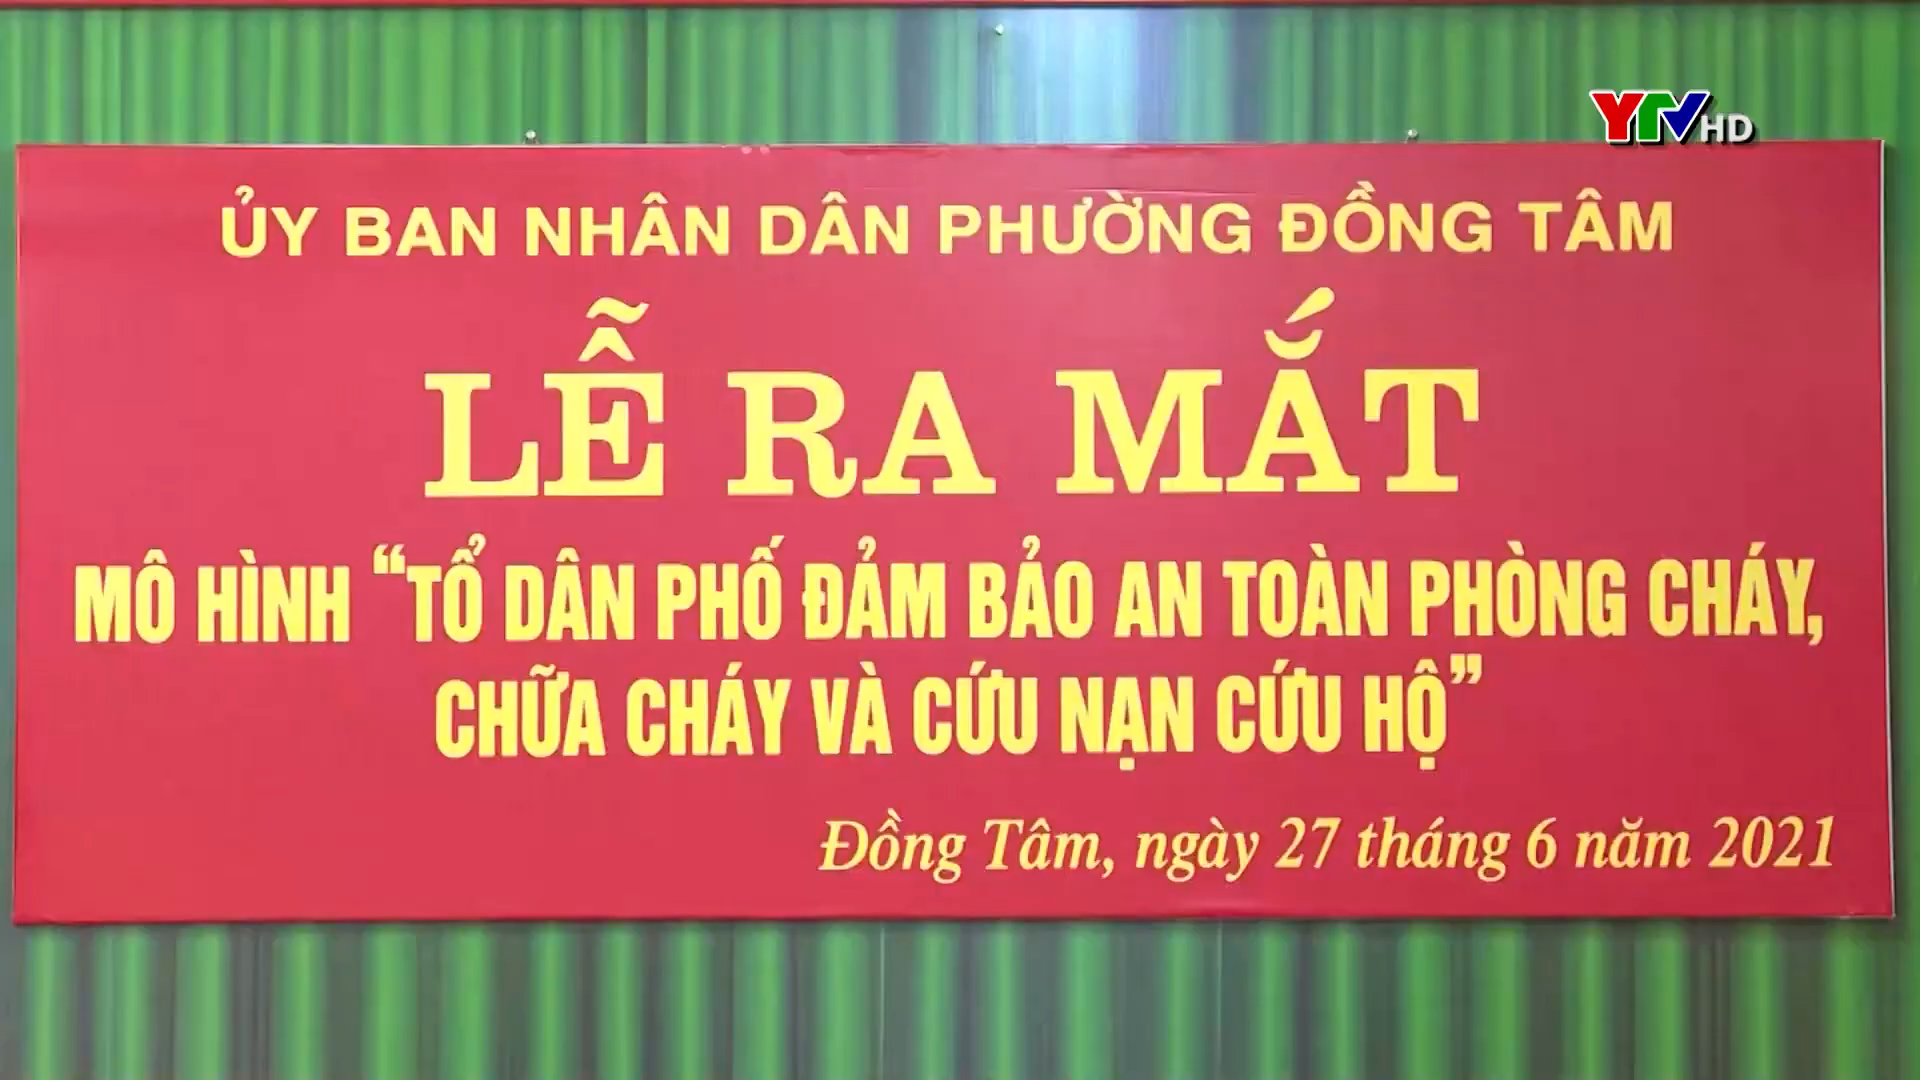 YTV HD
ỦY BAN NHÂN DÂN PHƯỜNG ĐỒNG TÂM
LỄ RA MẮT
MÔ HÌNH “TỔ DÂN PHỐ ĐẢM BẢO AN TOÀN PHÒNG CHÁY,
CHỮA CHÁY VÀ CỨU NẠN CỨU HỘ”
Đồng Tâm, ngày 27 tháng 6 năm 2021